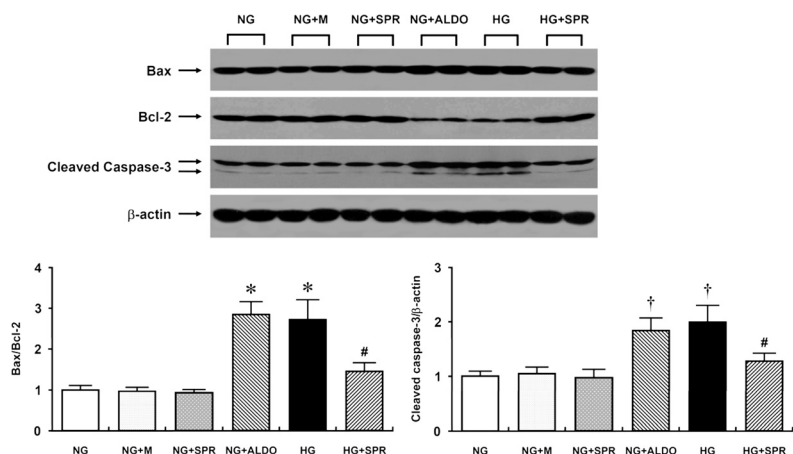 NG NG+M NG+SPR NG+ALDO HG HG+SPR
Bax
Bcl-2
Cleaved Caspase-3
β-actin
Bax/Bcl-2
4
3
2
1
0
* * #
NG NG+M NG+SPR NG+ALDO HG HG+SPR
Cleaved caspase-3/β-actin
3
2
1
0
† † #
NG NG+M NG+SPR NG+ALDO HG HG+SPR